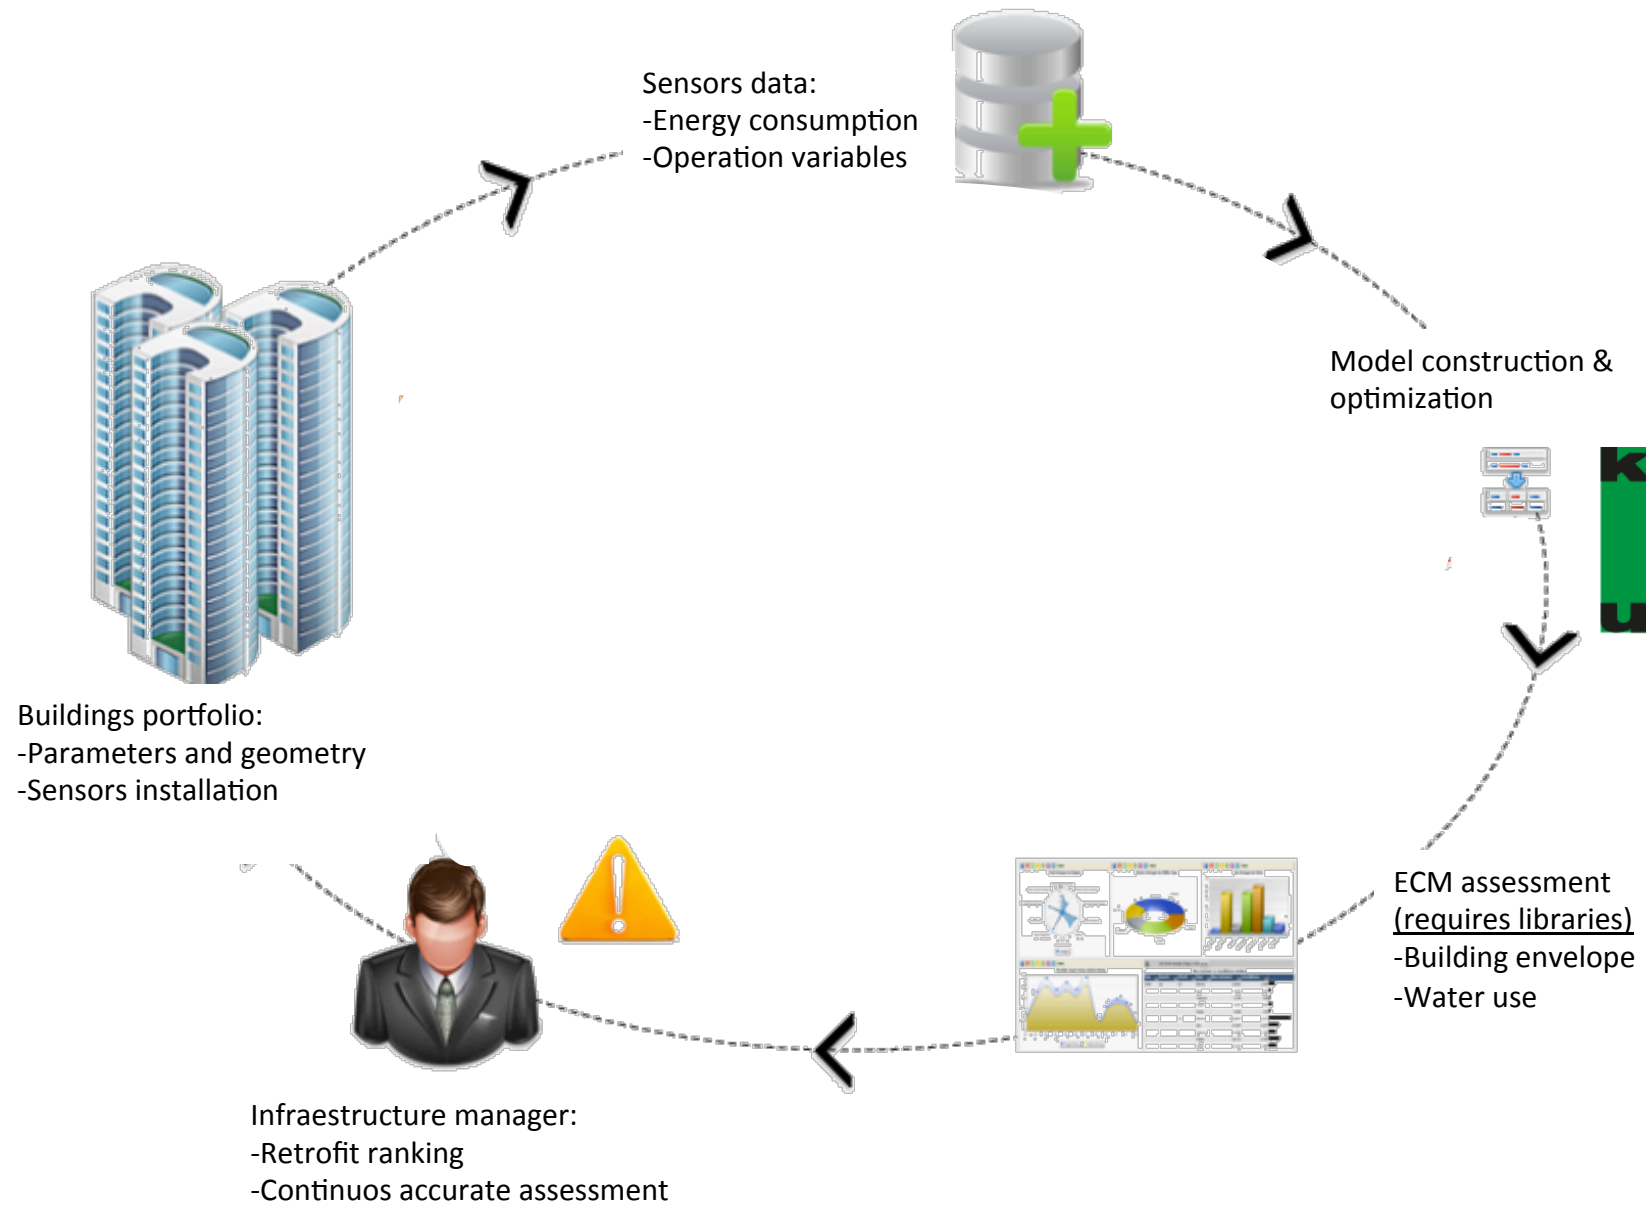 Sensors data:
-Energy consumption
-Operation variables
Model construction &
optimization
k
u
Buildings portfolio:
-Parameters and geometry
-Sensors installation
ECM assessment
(requires libraries)
-Building envelope
-Water use
Infraestructure manager:
-Retrofit ranking
-Continuos accurate assessment